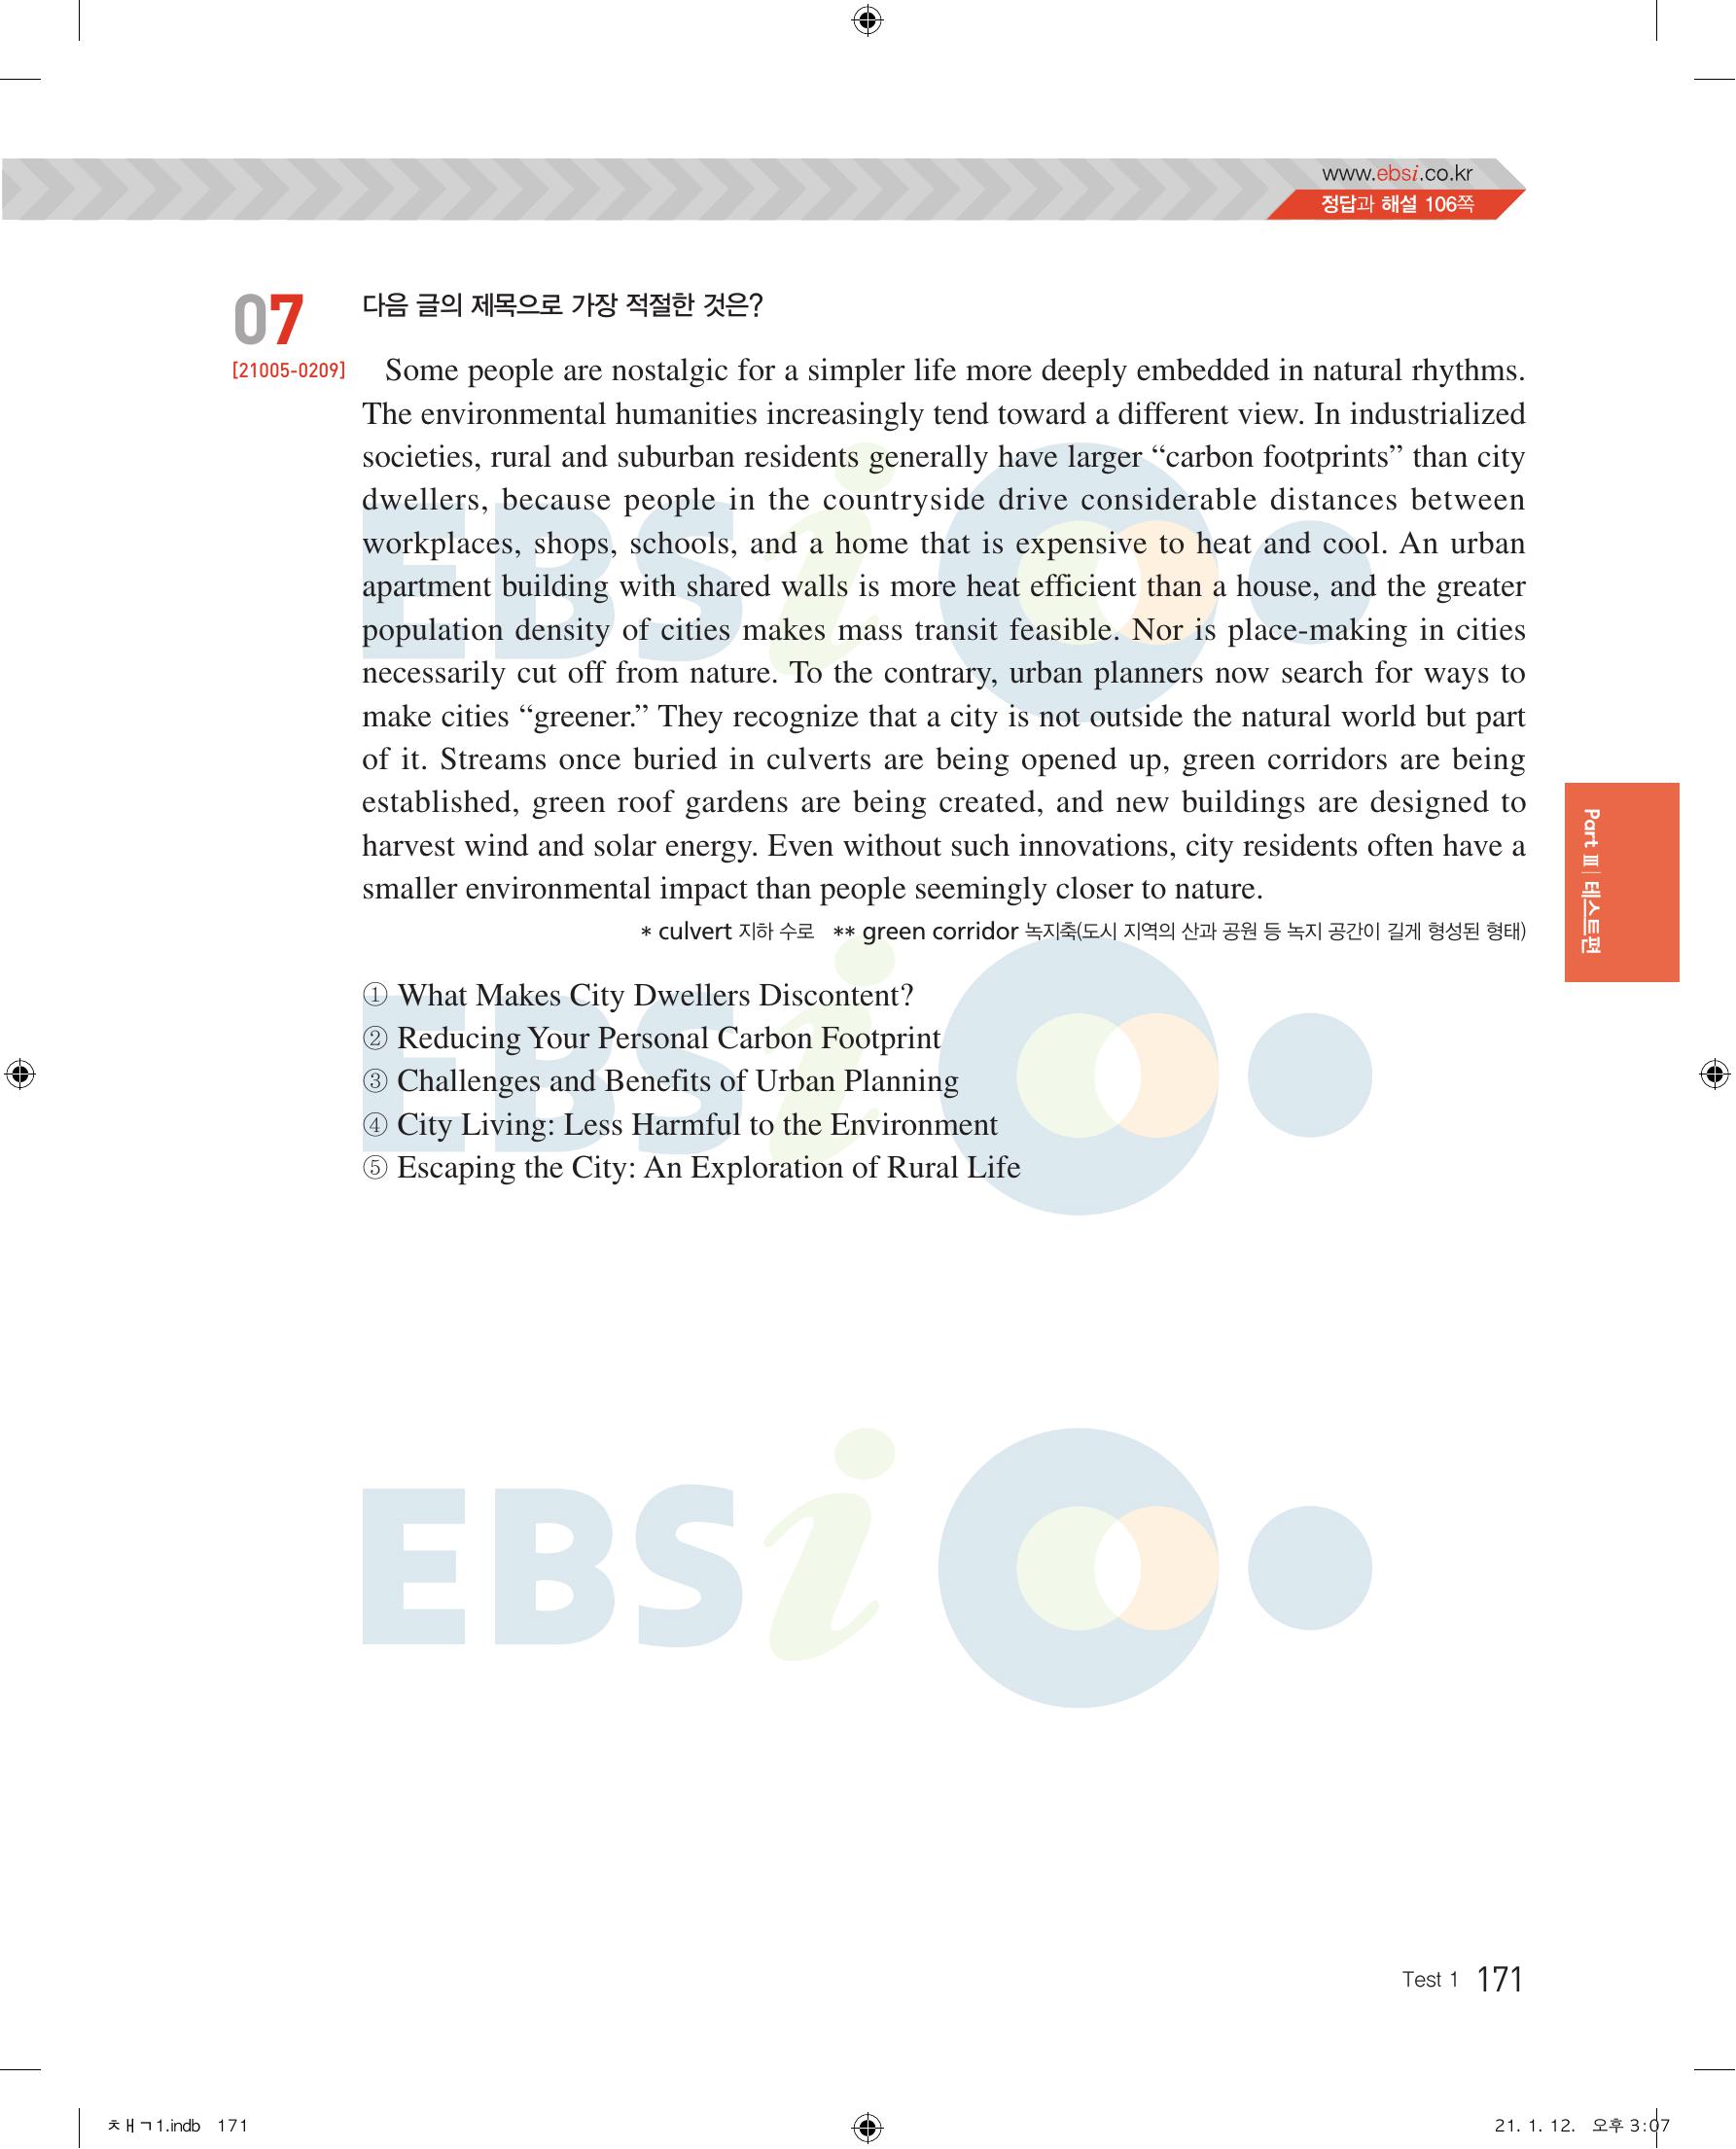 www.ebsi.co.kr
정답과 해설 106쪽
07
다음 글의 제목으로 가장 적절한 것은?
[21005-0209]
Some people are nostalgic for a simpler life more deeply embedded in natural rhythms.
The environmental humanities increasingly tend toward a different view. In industrialized
societies, rural and suburban residents generally have larger “carbon footprints” than city
dwellers, because people in the countryside drive considerable distances between
workplaces, shops, schools, and a home that is expensive to heat and cool. An urban
apartment building with shared walls is more heat efficient than a house, and the greater
population density of cities makes mass transit feasible. Nor is place-making in cities
necessarily cut off from nature. To the contrary, urban planners now search for ways to
make cities “greener.” They recognize that a city is not outside the natural world but part
of it. Streams once buried in culverts are being opened up, green corridors are being
established, green roof gardens are being created, and new buildings are designed to
harvest wind and solar energy. Even without such innovations, city residents often have a
smaller environmental impact than people seemingly closer to nature.
* culvert 지하 수로 ** green corridor 녹지축(도시 지역의 산과 공원 등 녹지 공간이 길게 형성된 형태)
① What Makes City Dwellers Discontent?
② Reducing Your Personal Carbon Footprint
③ Challenges and Benefits of Urban Planning
④ City Living: Less Harmful to the Environment
⑤ Escaping the City: An Exploration of Rural Life
Part Ⅲ | 테스트편
EBSi
EBSi
EBSi
Test 1 171
ㅊㅐㄱ1.indb 171
21. 1. 12. 오후 3:07